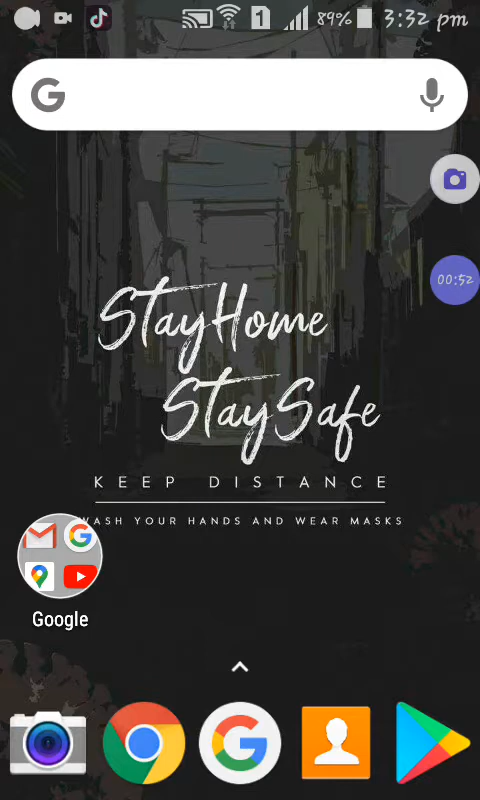 1 89% 3:32 pm
00:52
StayHome
StaySafe
KEEP DISTANCE
WASH YOUR HANDS AND WEAR MASKS
Google